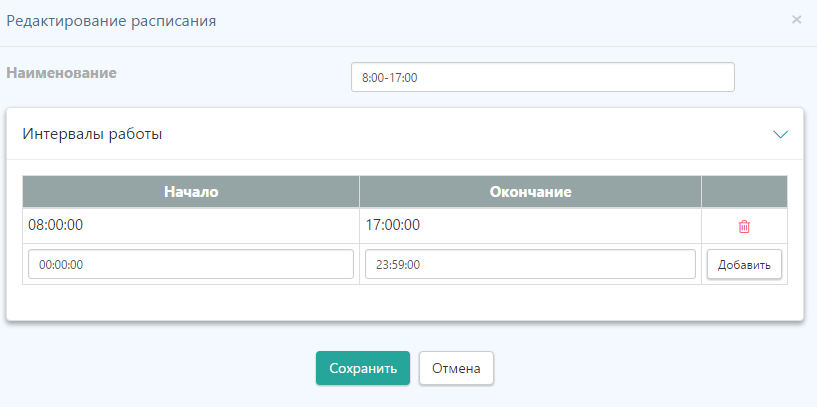 Редактирование расписания ×
Наименование 8:00-17:00
Интервалы работы
Начало Окончание
08:00:00 17:00:00
00:00:00 23:59:00 Добавить
Сохранить Отмена